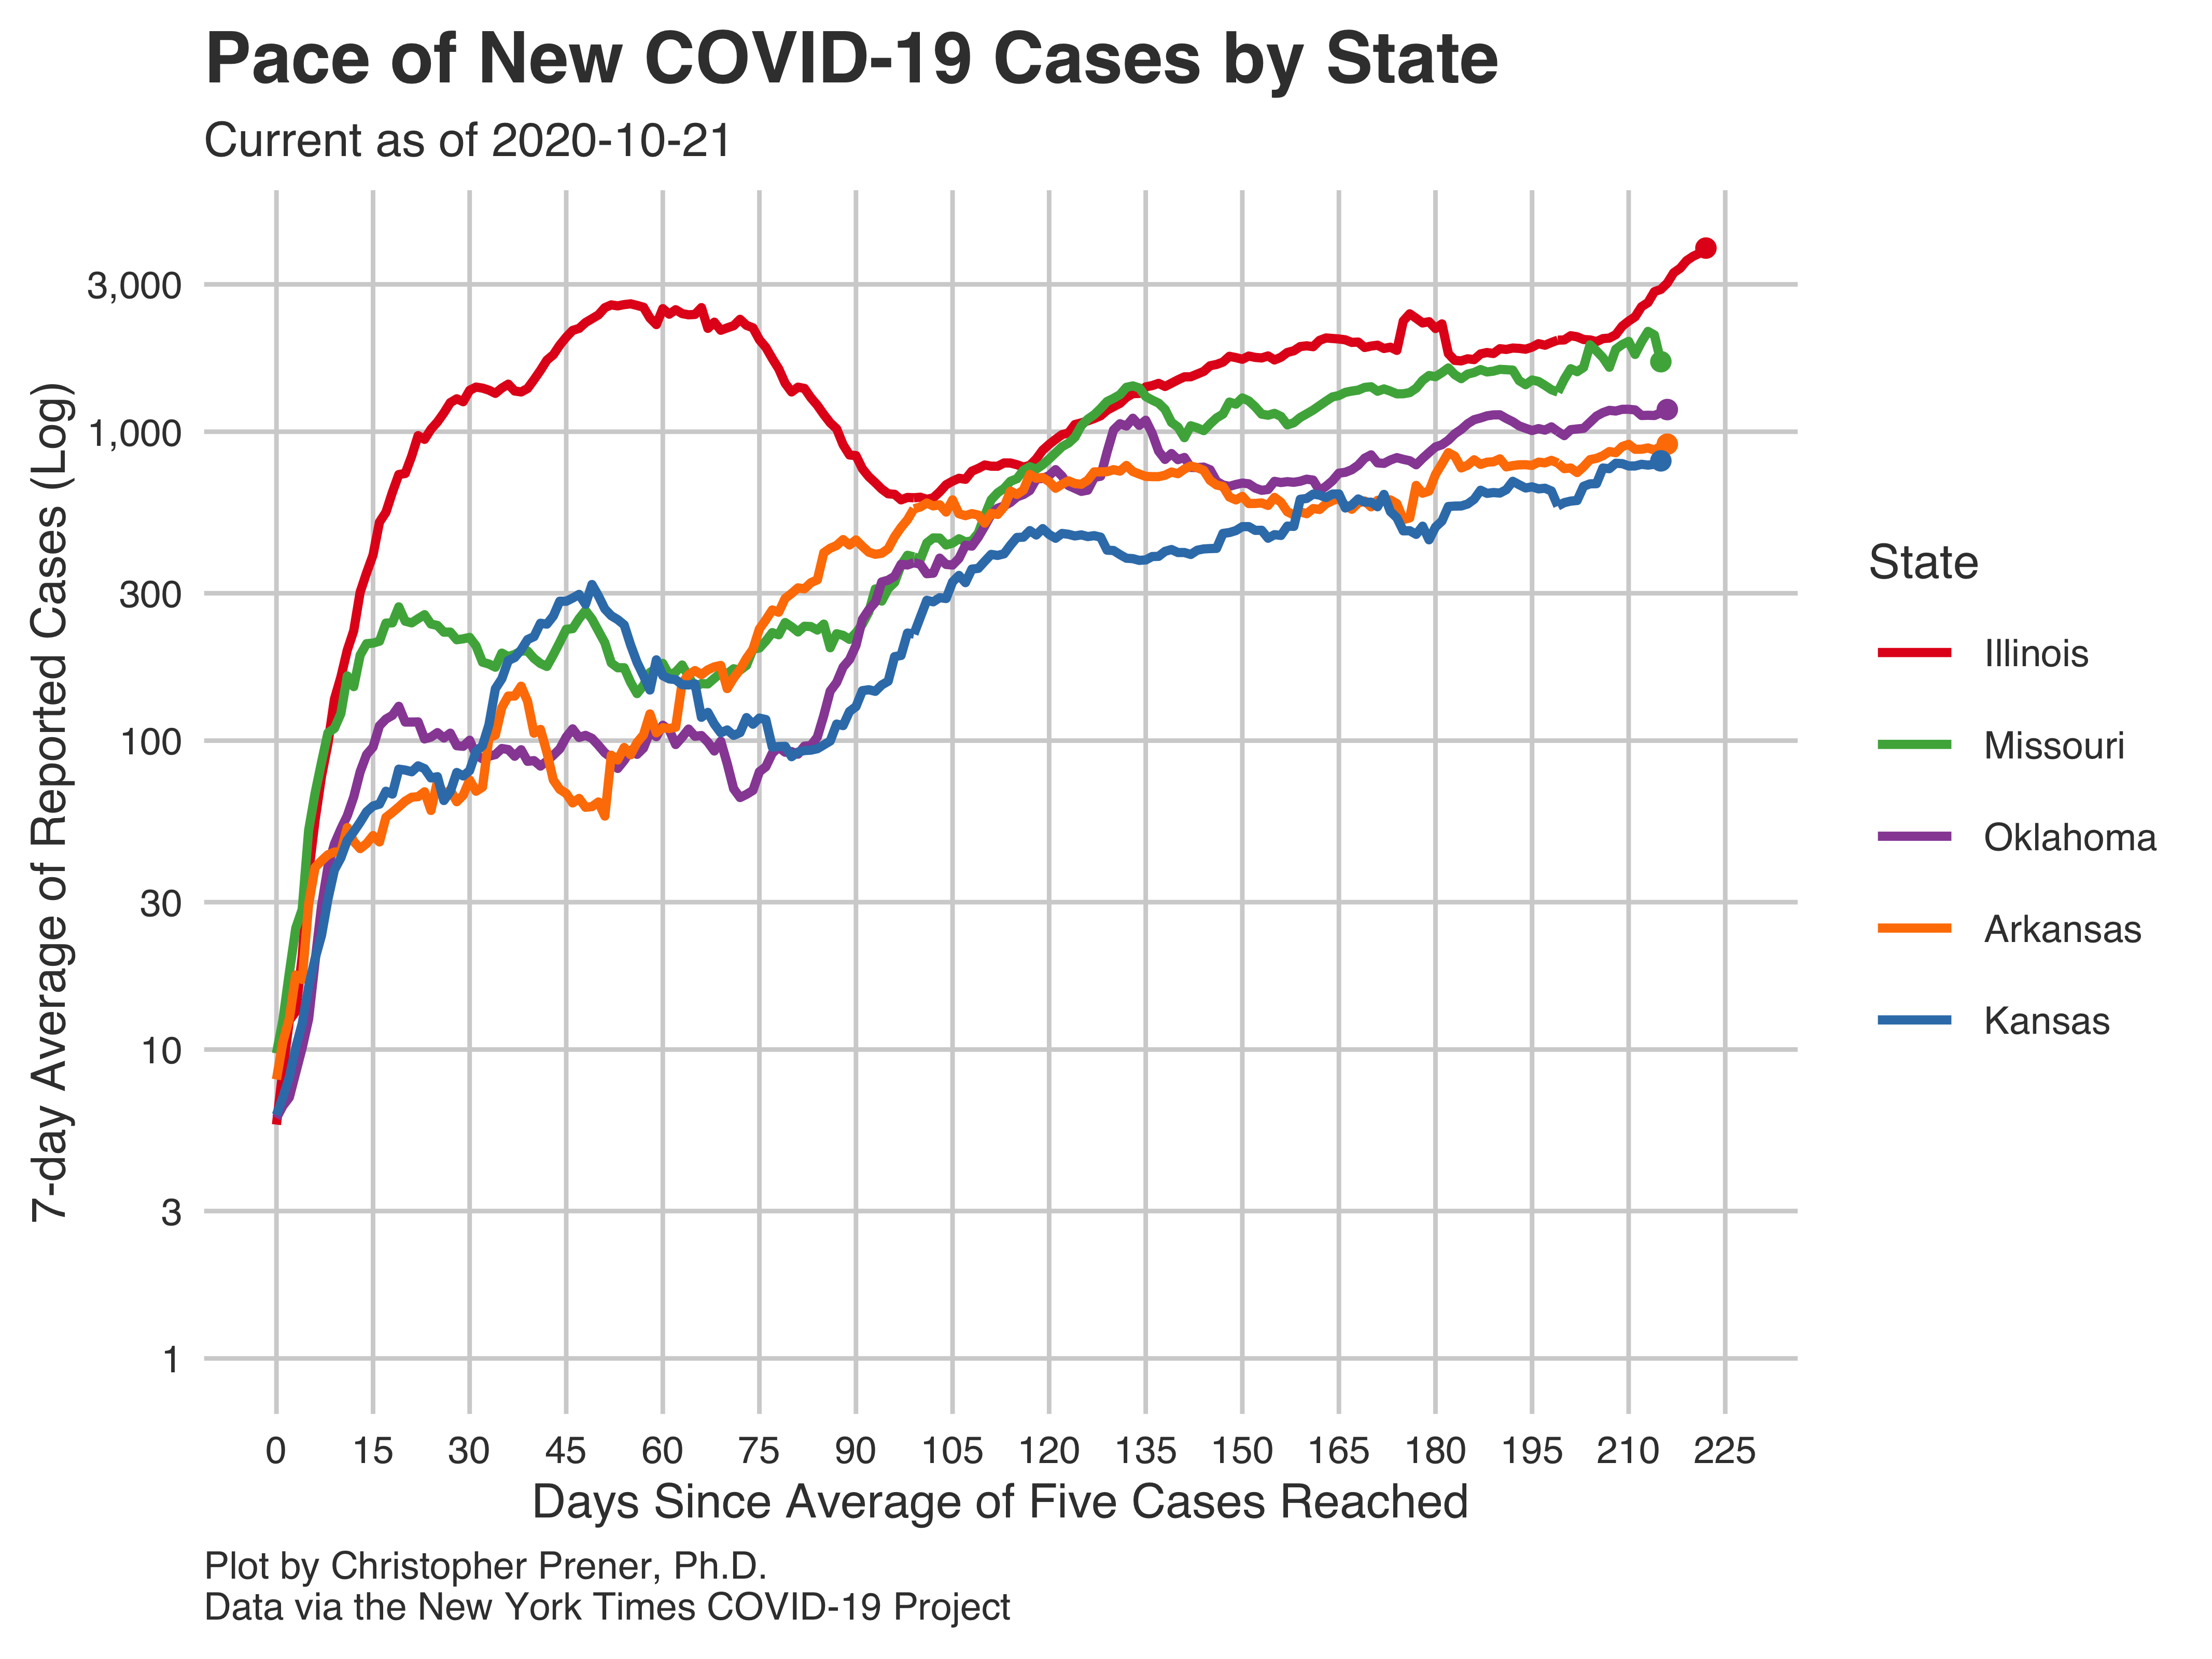 Pace of New COVID-19 Cases by State
Current as of 2020-10-21
7-day Average of Reported Cases (Log)
3,000
1,000
300
100
30
10
3
1
0 15 30 45 60 75 90 105 120 135 150 165 180 195 210 225
Days Since Average of Five Cases Reached
State
Illinois
Missouri
Oklahoma
Arkansas
Kansas
Plot by Christopher Prener, Ph.D.
Data via the New York Times COVID-19 Project